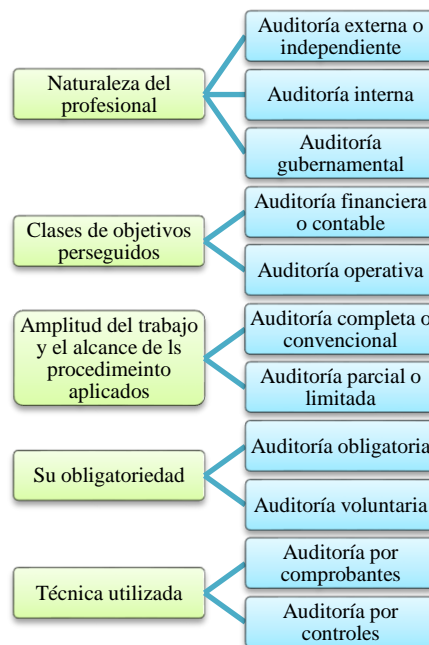 Naturaleza del
profesional
Auditoría externa o
independiente
Auditoría interna
Auditoría
gubernamental
Clases de objetivos
perseguidos
Auditoría financiera
o contable
Auditoría operativa
Amplitud del trabajo
y el alcance de ls
procedimeinto
aplicados
Auditoría completa o
convencional
Auditoría parcial o
limitada
Su obligatoriedad
Auditoría obligatoria
Auditoría voluntaria
Técnica utilizada
Auditoría por
comprobantes
Auditoría por
controles